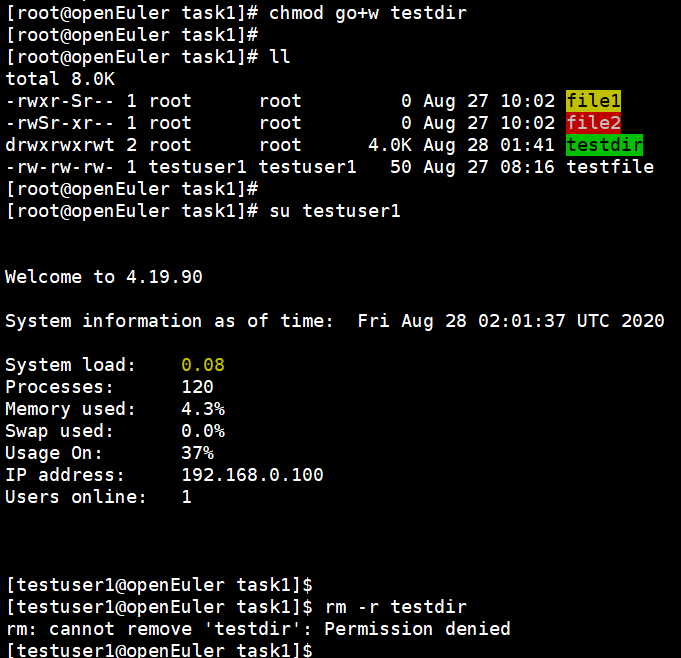 [root@openEuler task1]# chmod go+w testdir
[root@openEuler task1]#
[root@openEuler task1]# ll
total 8.0K
-rwxr-Sr-- 1 root      root         0 Aug 27 10:02 file1
-rwSr-xr-- 1 root      root         0 Aug 27 10:02 file2
drwxrwxrwt 2 root      root      4.0K Aug 28 01:41 testdir
-rw-rw-rw- 1 testuser1 testuser1   50 Aug 27 08:16 testfile
[root@openEuler task1]#
[root@openEuler task1]# su testuser1
Welcome to 4.19.90
System information as of time:  Fri Aug 28 02:01:37 UTC 2020
System load:    0.08
Processes:      120
Memory used:    4.3%
Swap used:      0.0%
Usage On:       37%
IP address:     192.168.0.100
Users online:   1
[testuser1@openEuler task1]$
[testuser1@openEuler task1]$ rm -r testdir
rm: cannot remove 'testdir': Permission denied
[testuser1@openEuler task1]$